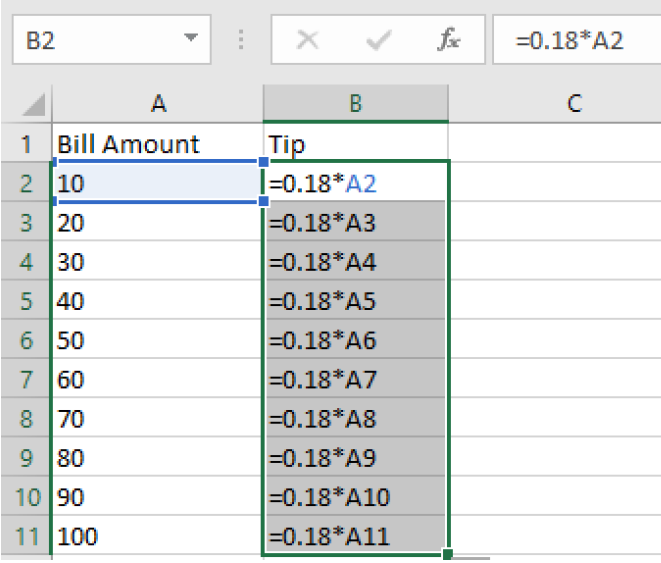 B2 fx =0.18*A2
A B C
1 Bill Amount Tip
2 10 =0.18*A2
3 20 =0.18*A3
4 30 =0.18*A4
5 40 =0.18*A5
6 50 =0.18*A6
7 60 =0.18*A7
8 70 =0.18*A8
9 80 =0.18*A9
10 90 =0.18*A10
11 100 =0.18*A11